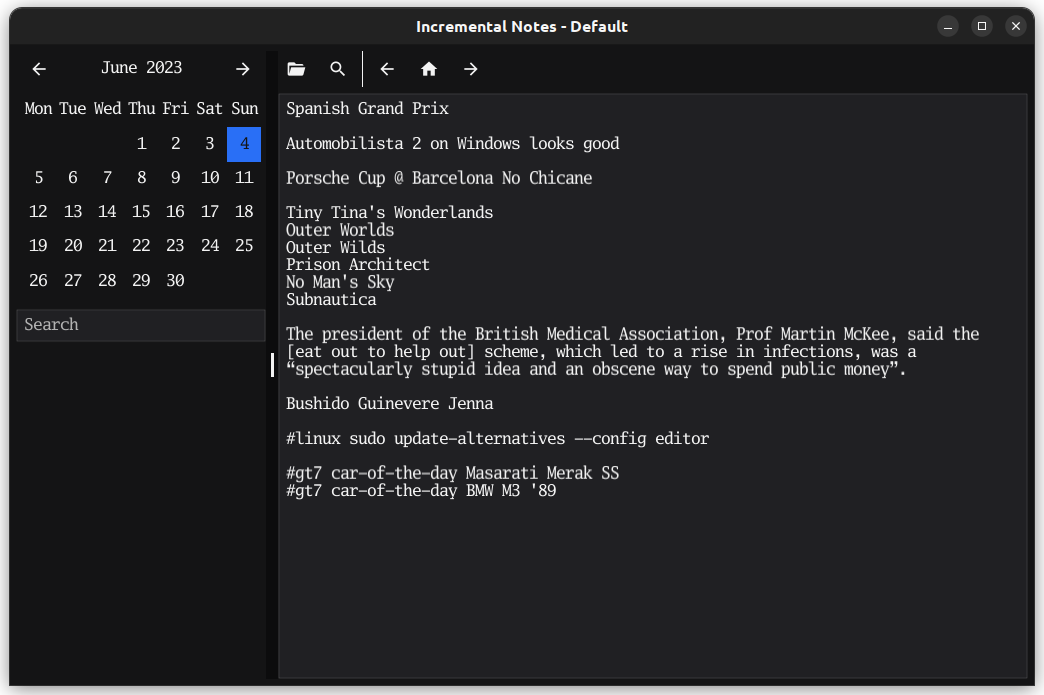 Incremental Notes - Default
June 2023
Mon Tue Wed Thu Fri Sat Sun
1 2 3 4
5 6 7 8 9 10 11
12 13 14 15 16 17 18
19 20 21 22 23 24 25
26 27 28 29 30
Search
Spanish Grand Prix
Automobilista 2 on Windows looks good
Porsche Cup @ Barcelona No Chicane
Tiny Tina's Wonderlands
Outer Worlds
Outer Wilds
Prison Architect
No Man's Sky
Subnautica
The president of the British Medical Association, Prof Martin McKee, said the
[eat out to help out] scheme, which led to a rise in infections, was a
“spectacularly stupid idea and an obscene way to spend public money”.
Bushido Guinevere Jenna
#linux sudo update-alternatives --config editor
#gt7 car-of-the-day Masarati Merak SS
#gt7 car-of-the-day BMW M3 '89